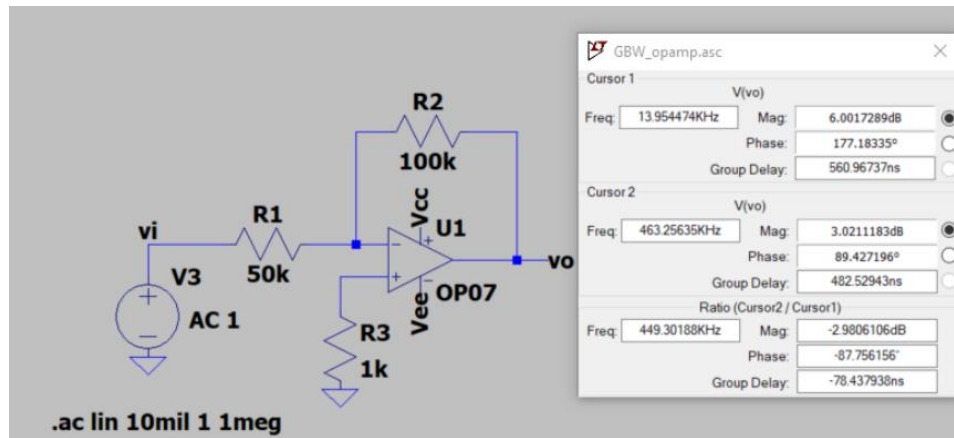 R2
100k
Vcc
vi
R1
U1
vo
V3
50k
OP07
AC 1
Vee
R3
1k
.ac lin 10mil 1 1meg
GBW_opamp.asc
Cursor 1
V(vo)
Freq: 13.954474KHz Mag: 6.0017289dB
Phase: 177.18335°
Group Delay: 560.96737ns
Cursor 2
V(vo)
Freq: 463.25635KHz Mag: 3.0211183dB
Phase: 89.427196°
Group Delay: 482.52943ns
Ratio (Cursor2 / Cursor1)
Freq: 449.30188KHz Mag: -2.9806106dB
Phase: -87.756156°
Group Delay: -78.437938ns